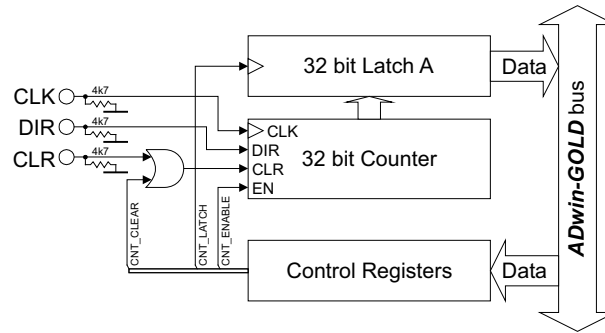 32 bit Latch A
Data
4k7
CLK
4k7
DIR
4k7
CLR
CLK
DIR
CLR
EN
32 bit Counter
CNT_CLEAR
CNT_LATCH
CNT_ENABLE
Control Registers
Data
ADwin-GOLD bus